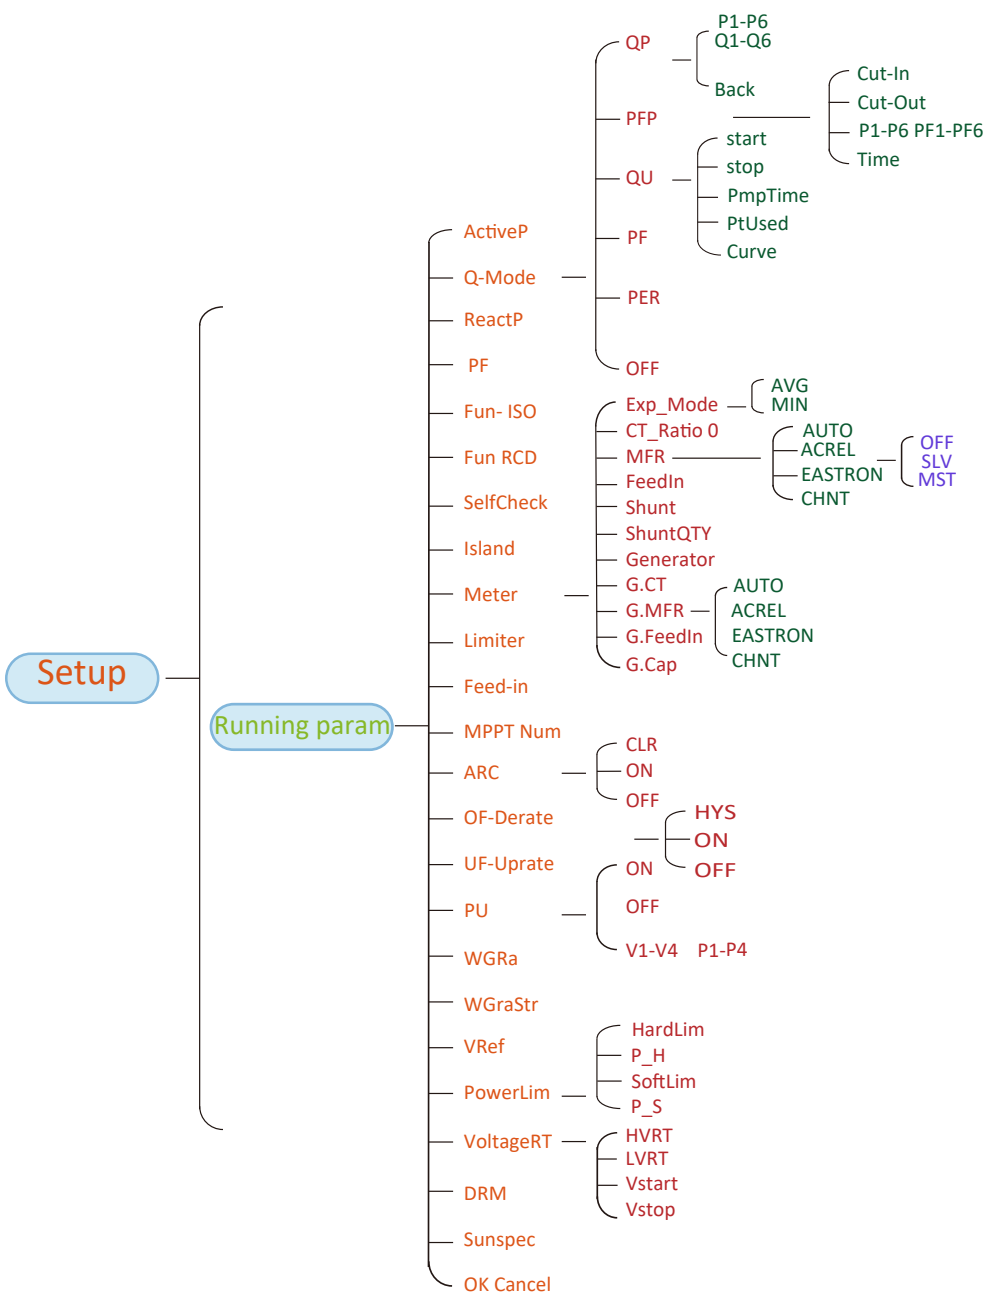 Setup
Running param
ActiveP
Q-Mode
QP
P1-P6
Q1-Q6
Back
PFP
Cut-In
Cut-Out
P1-P6 PF1-PF6
Time
QU
start
stop
PmpTime
PtUsed
Curve
PF
PER
OFF
ReactP
PF
Fun- ISO
Fun RCD
SelfCheck
Island
Meter
Exp_Mode
AVG
MIN
CT_Ratio 0
MFR
AUTO
ACREL
EASTRON
CHNT
OFF
SLV
MST
FeedIn
Shunt
ShuntQTY
Generator
G.CT
G.MFR
AUTO
ACREL
EASTRON
CHNT
G.FeedIn
G.Cap
Limiter
Feed-in
MPPT Num
ARC
CLR
ON
OFF
OF-Derate
HYS
ON
OFF
UF-Uprate
PU
ON
OFF
V1-V4 P1-P4
WGRa
WGraStr
VRef
PowerLim
HardLim
P_H
SoftLim
P_S
VoltageRT
HVRT
LVRT
Vstart
Vstop
DRM
Sunspec
OK Cancel